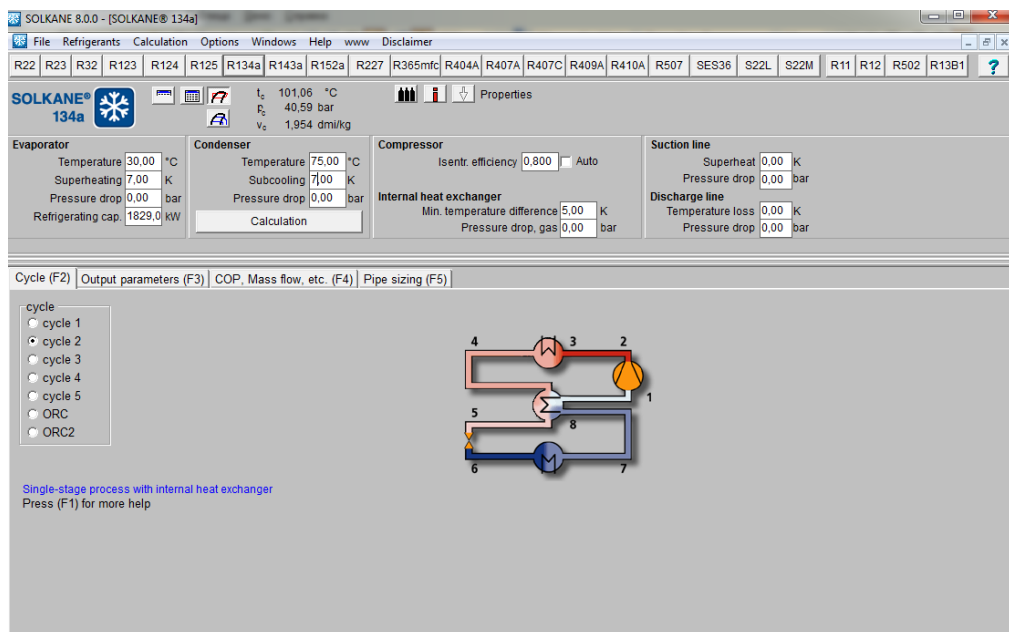 SOLKANE 8.0.0 - [SOLKANE® 134a]
File Refrigerants Calculation Options Windows Help www Disclaimer
R22 R23 R32 R123 R124 R125 R134a R143a R152a R227 R365mfc R404A R407A R407C R409A R410A R507 SES36 S22L S22M R11 R12 R502 R13B1 ?
SOLKANE®
134a
tc 101,06 °C
pc 40,59 bar
vc 1,954 dmi/kg
Properties
Evaporator
Temperature 30,00 °C
Superheating 7,00 K
Pressure drop 0,00 bar
Refrigerating cap. 1829,0 kW
Condenser
Temperature 75,00 °C
Subcooling 7,00 K
Pressure drop 0,00 bar
Calculation
Compressor
Isentr. efficiency 0,800 Auto
Internal heat exchanger
Min. temperature difference 5,00 K
Pressure drop, gas 0,00 bar
Suction line
Superheat 0,00 K
Pressure drop 0,00 bar
Discharge line
Temperature loss 0,00 K
Pressure drop 0,00 bar
Cycle (F2) Output parameters (F3) COP, Mass flow, etc. (F4) Pipe sizing (F5)
cycle
cycle 1
cycle 2
cycle 3
cycle 4
cycle 5
ORC
ORC2
4 3 2
1
5
8
6 7
Single-stage process with internal heat exchanger
Press (F1) for more help